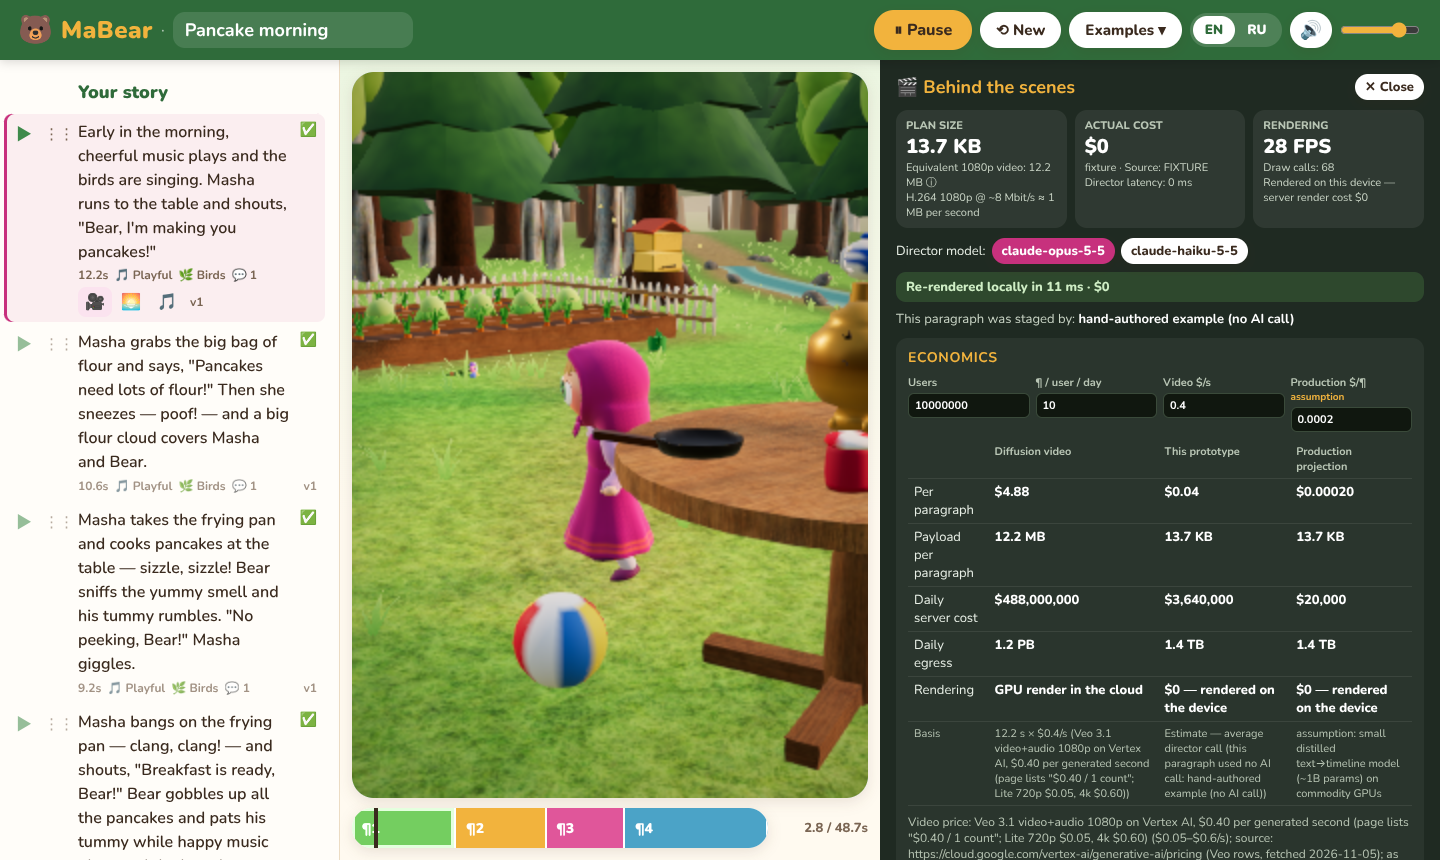 MaBear · Pancake morning
Pause
New
Examples ▾
EN
RU
Your story
Early in the morning,
cheerful music plays and the
birds are singing. Masha
runs to the table and shouts,
"Bear, I'm making you
pancakes!"
12.2s Playful Birds 1
v1
Masha grabs the big bag of
flour and says, "Pancakes
need lots of flour!" Then she
sneezes — poof! — and a big
flour cloud covers Masha
and Bear.
10.6s Playful Birds 1 v1
Masha takes the frying pan
and cooks pancakes at the
table — sizzle, sizzle! Bear
sniffs the yummy smell and
his tummy rumbles. "No
peeking, Bear!" Masha
giggles.
9.2s Playful Birds 1 v1
Masha bangs on the frying
pan — clang, clang! — and
shouts, "Breakfast is ready,
Bear!" Bear gobbles up all
the pancakes and pats his
tummy while happy music
¶1
¶2
¶3
¶4
2.8 / 48.7s
Behind the scenes
✕ Close
PLAN SIZE
13.7 KB
Equivalent 1080p video: 12.2
MB ⓘ
H.264 1080p @ ~8 Mbit/s ≈ 1
MB per second
ACTUAL COST
$0
fixture · Source: FIXTURE
Director latency: 0 ms
RENDERING
28 FPS
Draw calls: 68
Rendered on this device —
server render cost $0
Director model: claude-opus-5-5 claude-haiku-5-5
Re-rendered locally in 11 ms · $0
This paragraph was staged by: hand-authored example (no AI call)
ECONOMICS
Users
10000000
¶ / user / day
10
Video $/s
0.4
Production $/¶
assumption
0.0002
Diffusion video
This prototype
Production
projection
Per
paragraph
$4.88
$0.04
$0.00020
Payload
per
paragraph
12.2 MB
13.7 KB
13.7 KB
Daily
server cost
$488,000,000
$3,640,000
$20,000
Daily
egress
1.2 PB
1.4 TB
1.4 TB
Rendering
GPU render in the cloud
$0 — rendered on
the device
$0 — rendered
on the device
Basis
12.2 s × $0.4/s (Veo 3.1
video+audio 1080p on Vertex
AI, $0.40 per generated second
(page lists "$0.40 / 1 count";
Lite 720p $0.05, 4k $0.60))
Estimate — average
director call (this
paragraph used no AI
call: hand-authored
example (no AI call))
assumption: small
distilled
text→timeline model
(~1B params) on
commodity GPUs
Video price: Veo 3.1 video+audio 1080p on Vertex AI, $0.40 per generated second (page lists
"$0.40 / 1 count"; Lite 720p $0.05, 4k $0.60) ($0.05–$0.6/s); source:
https://cloud.google.com/vertex-ai/generative-ai/pricing (Veo rows, fetched 2026-11-05); as